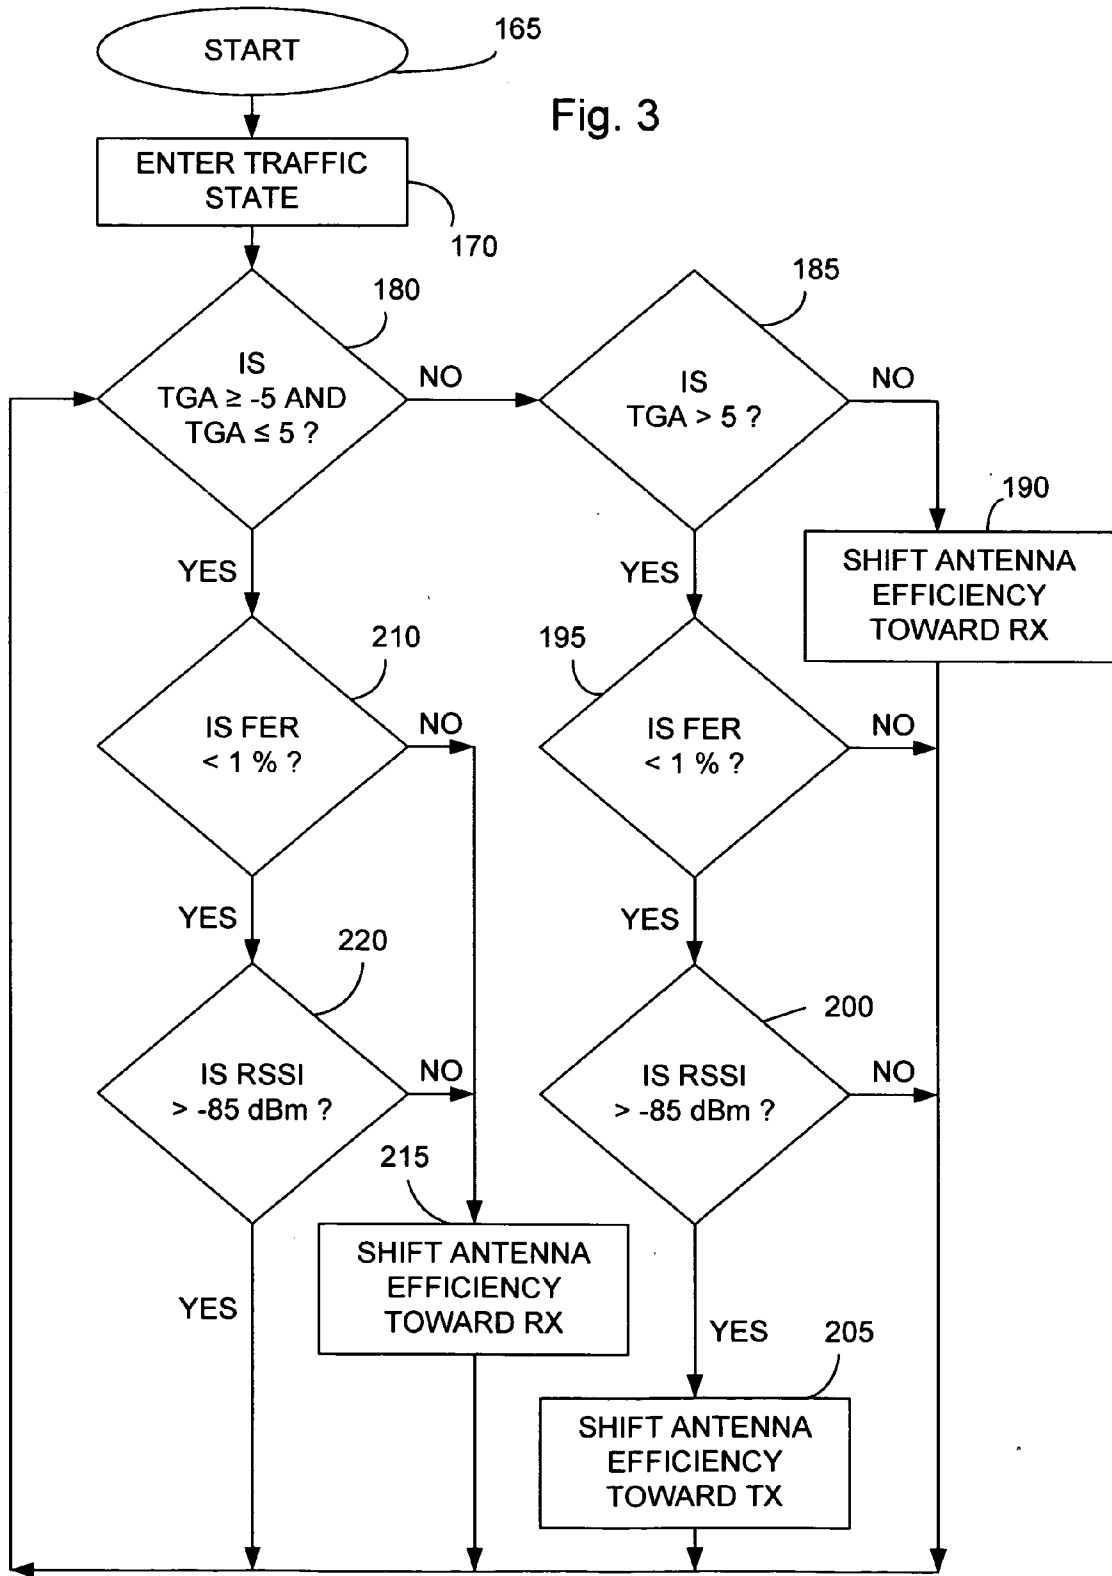 START
165
Fig. 3
ENTER TRAFFIC
STATE
170
180
IS
TGA ≥ -5 AND
TGA ≤ 5 ?
NO
185
IS
TGA > 5 ?
NO
190
SHIFT ANTENNA
EFFICIENCY
TOWARD RX
YES
YES
210
IS FER
< 1 % ?
NO
195
IS FER
< 1 % ?
NO
YES
YES
220
IS RSSI
> -85 dBm ?
NO
200
IS RSSI
> -85 dBm ?
NO
215
SHIFT ANTENNA
EFFICIENCY
TOWARD RX
YES
YES
205
SHIFT ANTENNA
EFFICIENCY
TOWARD TX